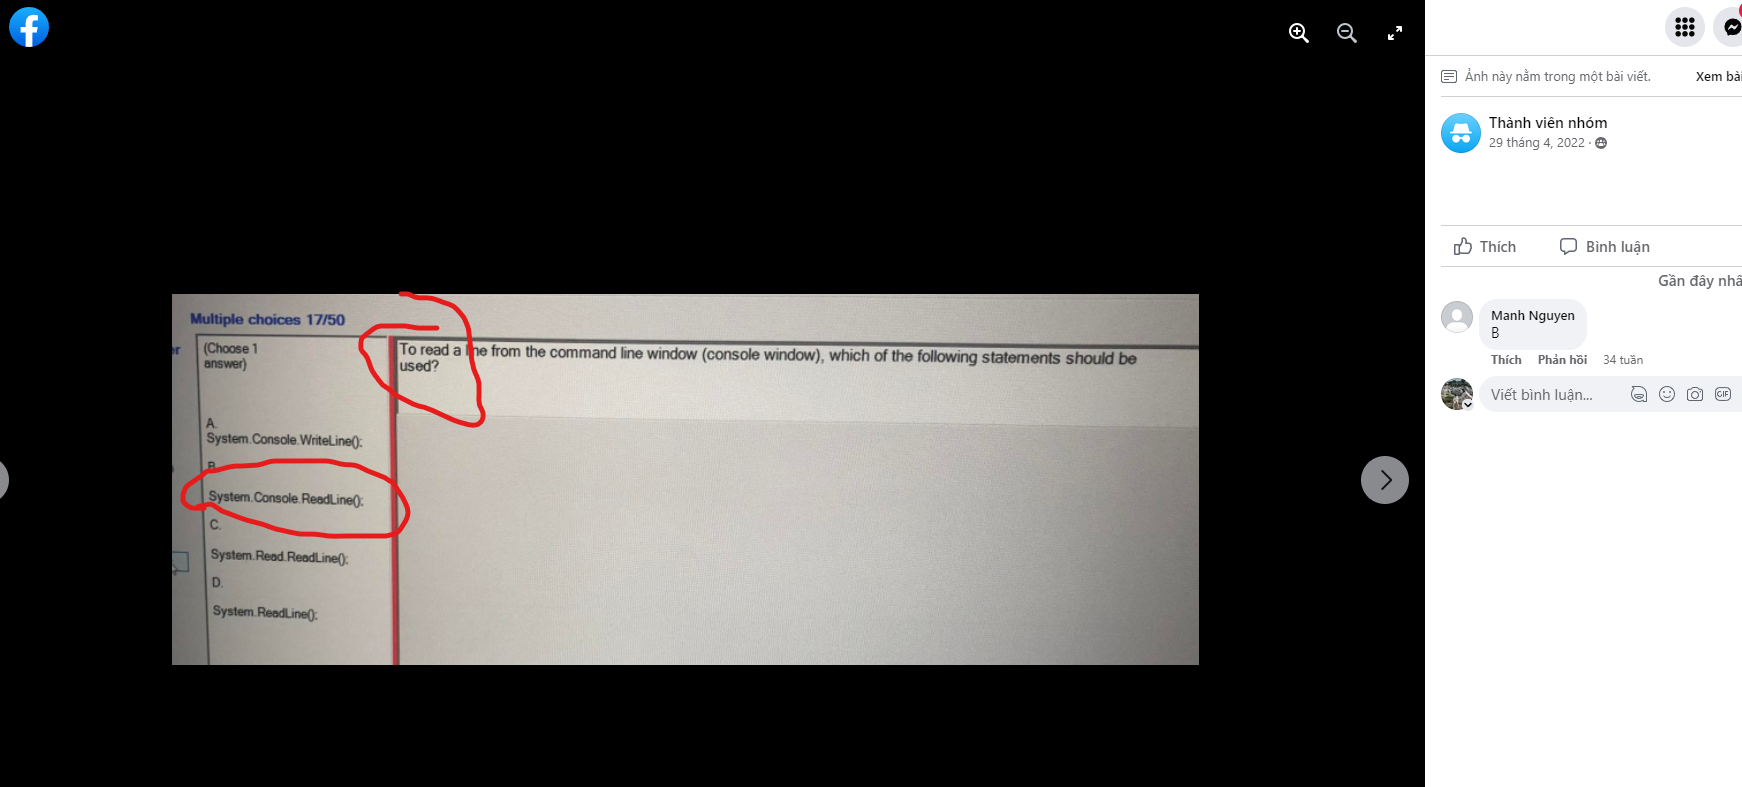 Multiple choices 17/50
er
(Choose 1
answer)
To read a line from the command line window (console window), which of the following statements should be
used?
A.
System.Console.WriteLine();
B.
System.Console.ReadLine();
C.
System.Read.ReadLine();
D.
System.ReadLine();
Ảnh này nằm trong một bài viết.
Xem bài
Thành viên nhóm
29 tháng 4, 2022 ·
Thích
Bình luận
Gần đây nhấ
Manh Nguyen
B
Thích Phản hồi 34 tuần
Viết bình luận...
GIF